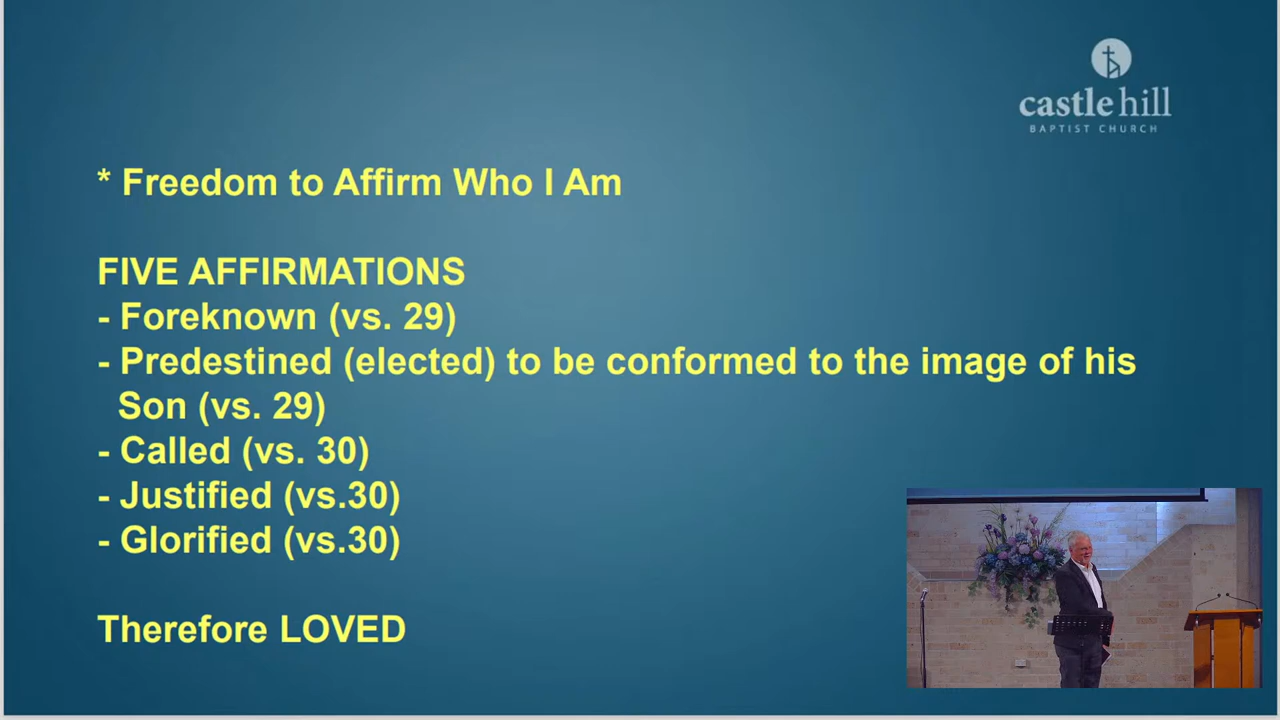 castle hill
BAPTIST CHURCH
* Freedom to Affirm Who I Am
FIVE AFFIRMATIONS
- Foreknown (vs. 29)
- Predestined (elected) to be conformed to the image of his
Son (vs. 29)
- Called (vs. 30)
- Justified (vs.30)
- Glorified (vs.30)
Therefore LOVED